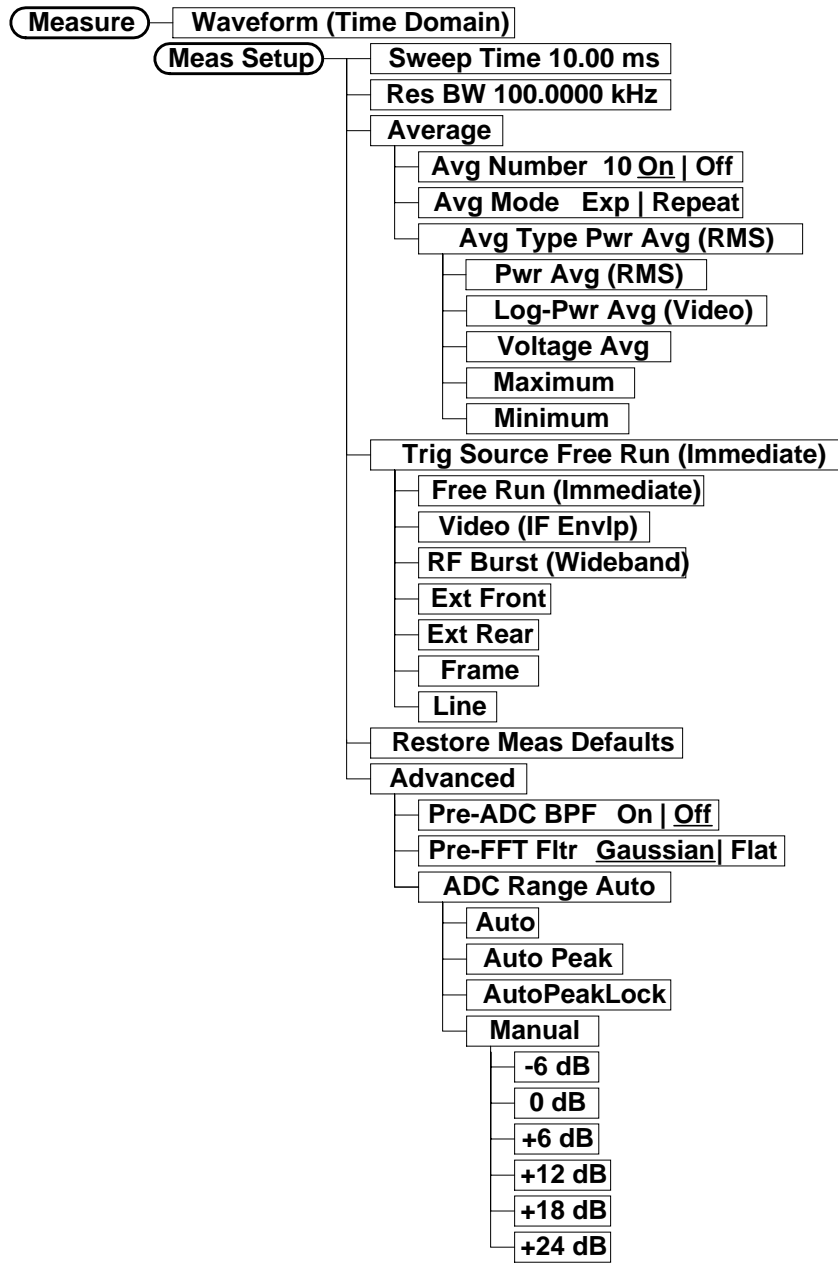 Measure
Waveform (Time Domain)
Meas Setup
Sweep Time 10.00 ms
Res BW 100.0000 kHz
Average
Avg Number 10 On | Off
Avg Mode Exp | Repeat
Avg Type Pwr Avg (RMS)
Pwr Avg (RMS)
Log-Pwr Avg (Video)
Voltage Avg
Maximum
Minimum
Trig Source Free Run (Immediate)
Free Run (Immediate)
Video (IF Envlp)
RF Burst (Wideband)
Ext Front
Ext Rear
Frame
Line
Restore Meas Defaults
Advanced
Pre-ADC BPF On | Off
Pre-FFT Fltr Gaussian | Flat
ADC Range Auto
Auto
Auto Peak
AutoPeakLock
Manual
-6 dB
0 dB
+6 dB
+12 dB
+18 dB
+24 dB